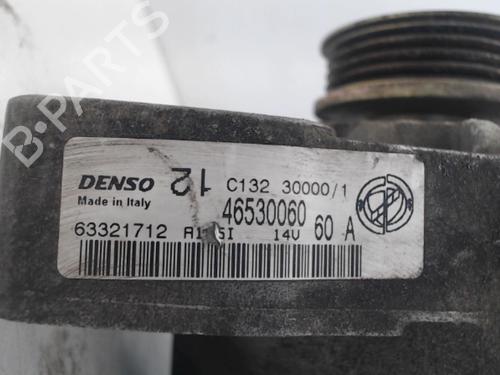 DENSO 12 C132 30000/1
Made in Italy 46530060
63321712 14V 60 A
B-PARTS